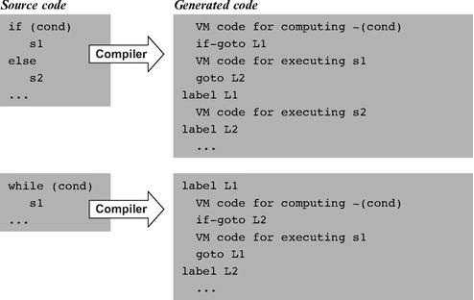 Source code
Generated code
if (cond)
s1
else
s2
...
Compiler
VM code for computing ~(cond)
if-goto L1
VM code for executing s1
goto L2
label L1
VM code for executing s2
label L2
...
while (cond)
s1
...
Compiler
label L1
VM code for computing ~(cond)
if-goto L2
VM code for executing s1
goto L1
label L2
...